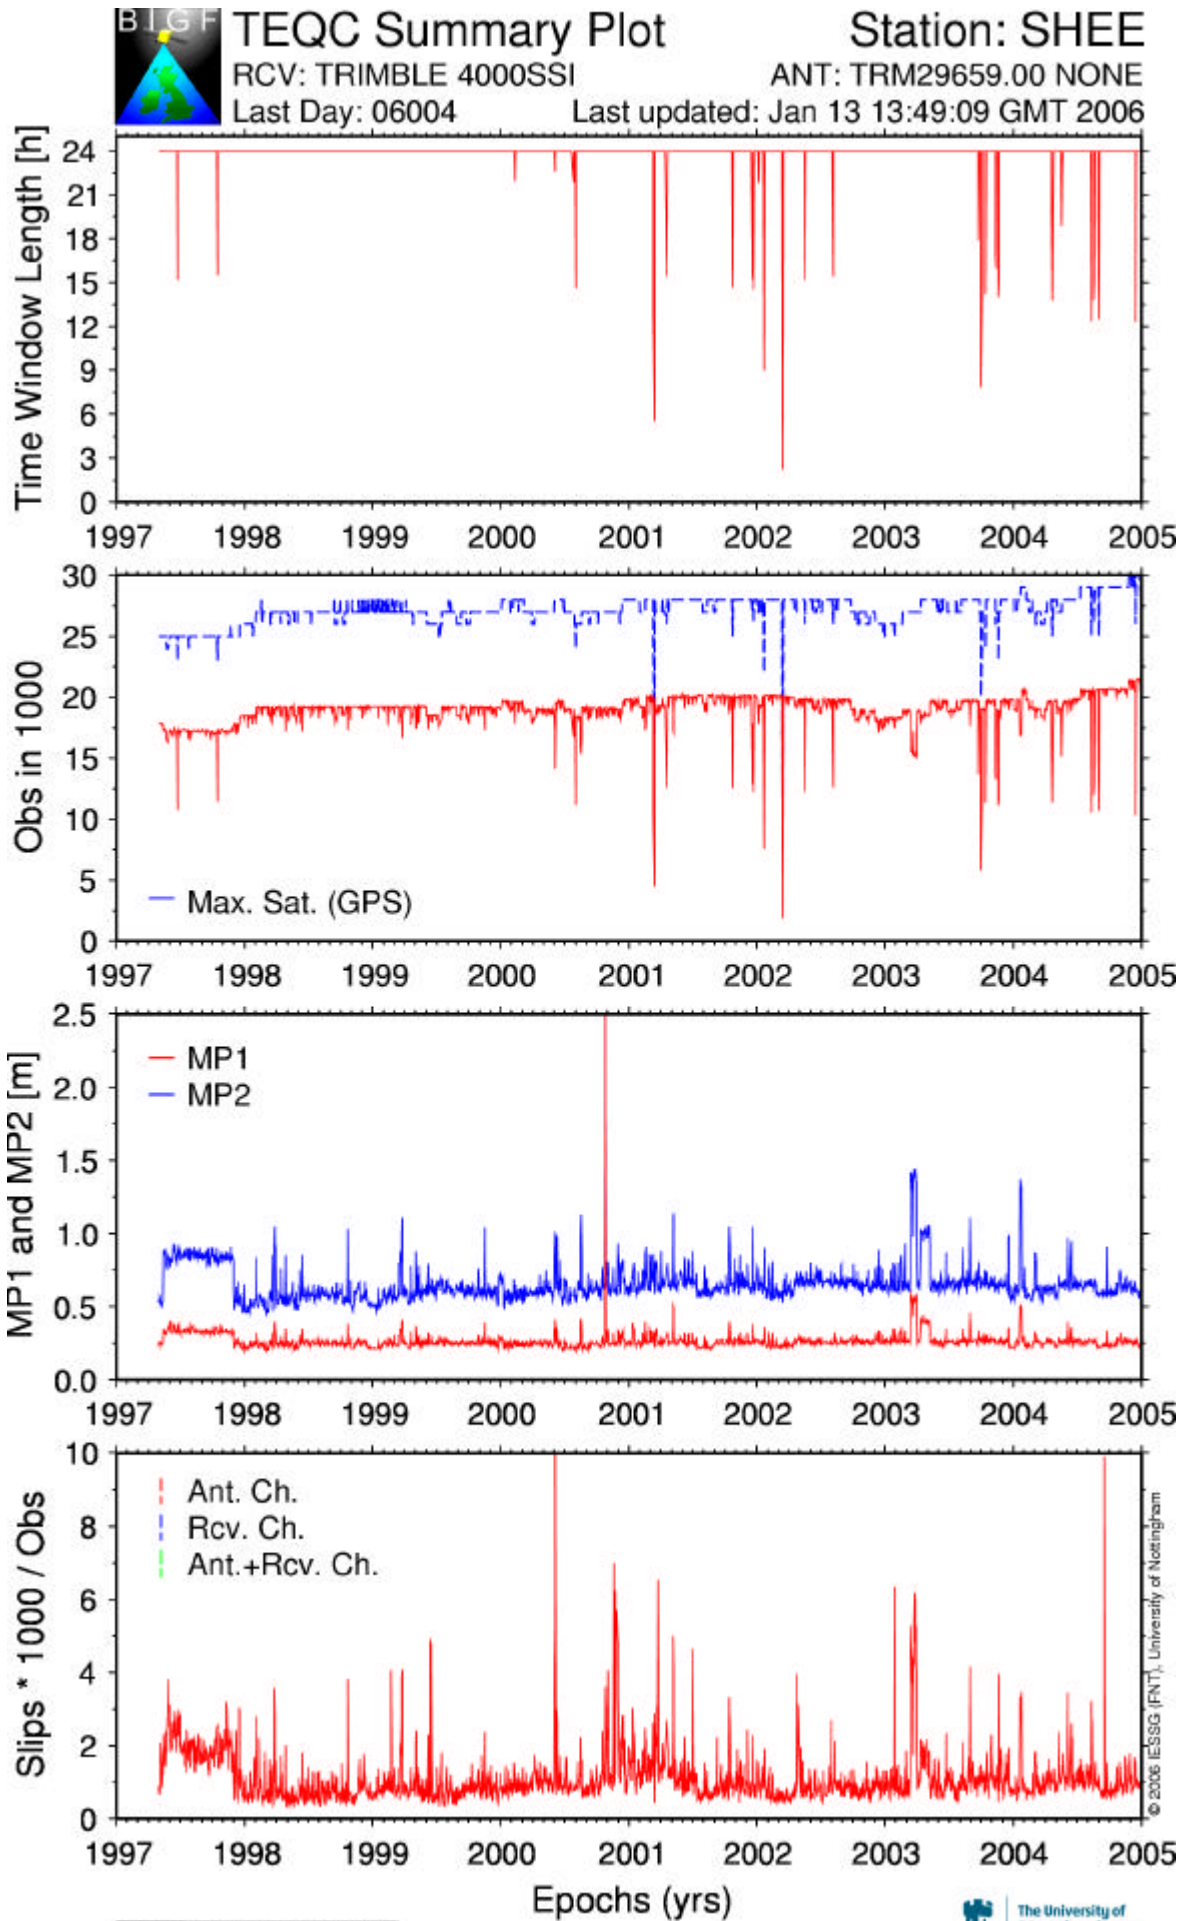 BIGF
TEQC Summary Plot
Station: SHEE
RCV: TRIMBLE 4000SSI
ANT: TRM29659.00 NONE
Last Day: 06004
Last updated: Jan 13 13:49:09 GMT 2006
Time Window Length [h]
24
21
18
15
12
9
6
3
0
1997 1998 1999 2000 2001 2002 2003 2004 2005
Obs in 1000
30
25
20
15
10
5
0
Max. Sat. (GPS)
1997 1998 1999 2000 2001 2002 2003 2004 2005
MP1 and MP2 [m]
2.5
2.0
1.5
1.0
0.5
0.0
MP1
MP2
1997 1998 1999 2000 2001 2002 2003 2004 2005
Slips * 1000 / Obs
10
8
6
4
2
0
Ant. Ch.
Rcv. Ch.
Ant.+Rcv. Ch.
© 2006 IESSG (FNT), University of Nottingham
1997 1998 1999 2000 2001 2002 2003 2004 2005
Epochs (yrs)
The University of